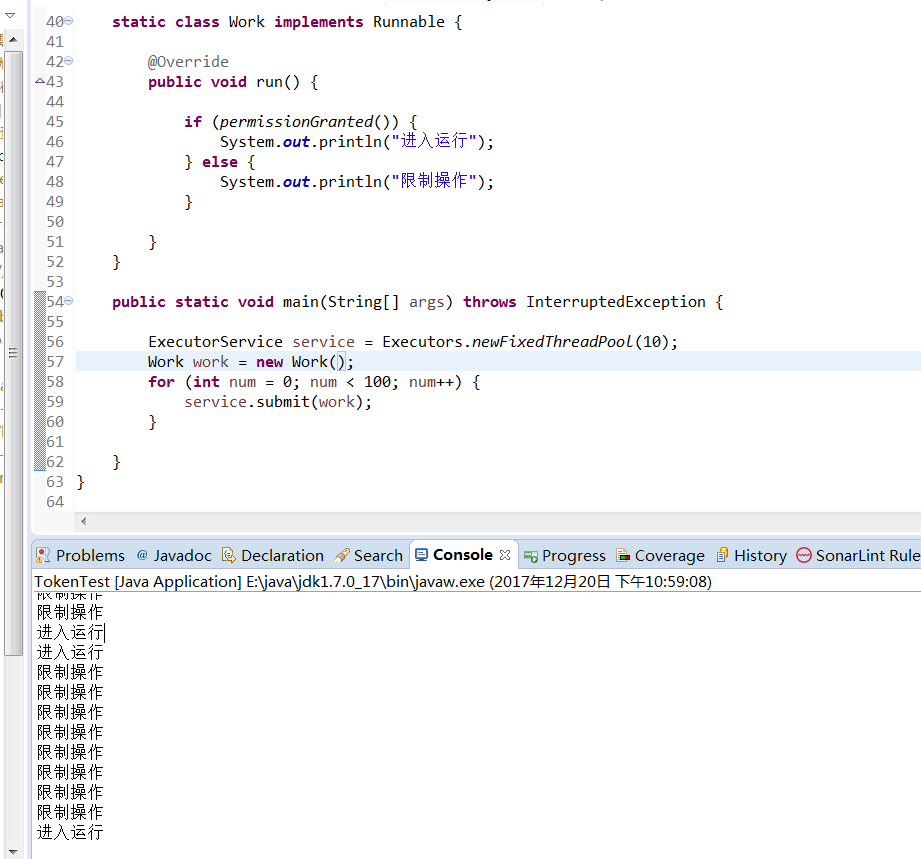 40 static class Work implements Runnable {
41
42 @Override
43 public void run() {
44
45 if (permissionGranted()) {
46 System.out.println("进入运行");
47 } else {
48 System.out.println("限制操作");
49 }
50
51 }
52 }
53
54 public static void main(String[] args) throws InterruptedException {
55
56 ExecutorService service = Executors.newFixedThreadPool(10);
57 Work work = new Work();
58 for (int num = 0; num < 100; num++) {
59 service.submit(work);
60 }
61
62 }
63 }
64
Problems @ Javadoc Declaration Search Console Progress Coverage History SonarLint Rule
TokenTest [Java Application] E:\java\jdk1.7.0_17\bin\javaw.exe (2017年12月20日 下午10:59:08)
限制操作
限制操作
进入运行
进入运行
限制操作
限制操作
限制操作
限制操作
限制操作
限制操作
限制操作
限制操作
进入运行